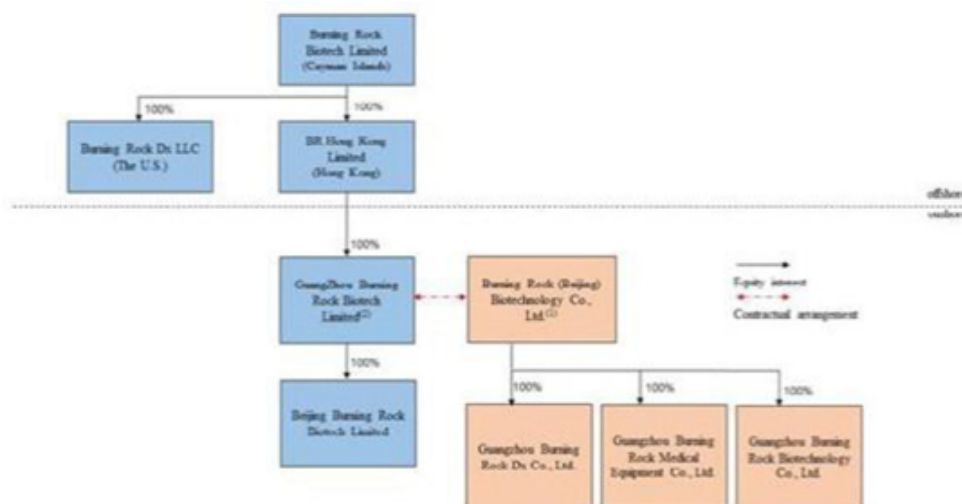 Burning Rock
Biotech Limited
(Cayman Islands)
100%
100%
Burning Rock Dx LLC
(The U.S.)
BR Hong Kong
Limited
(Hong Kong)
offshore
onshore
100%
GuangZhou Burning
Rock Biotech
Limited(2)
Burning Rock (Beijing)
Biotechnology Co.,
Ltd.(1)
Equity interest
Contractual arrangement
100%
100%
100%
100%
Beijing Burning Rock
Biotech Limited
Guangzhou Burning
Rock Dx Co., Ltd.
Guangzhou Burning
Rock Medical
Equipment Co., Ltd.
Guangzhou Burning
Rock Biotechnology
Co., Ltd.